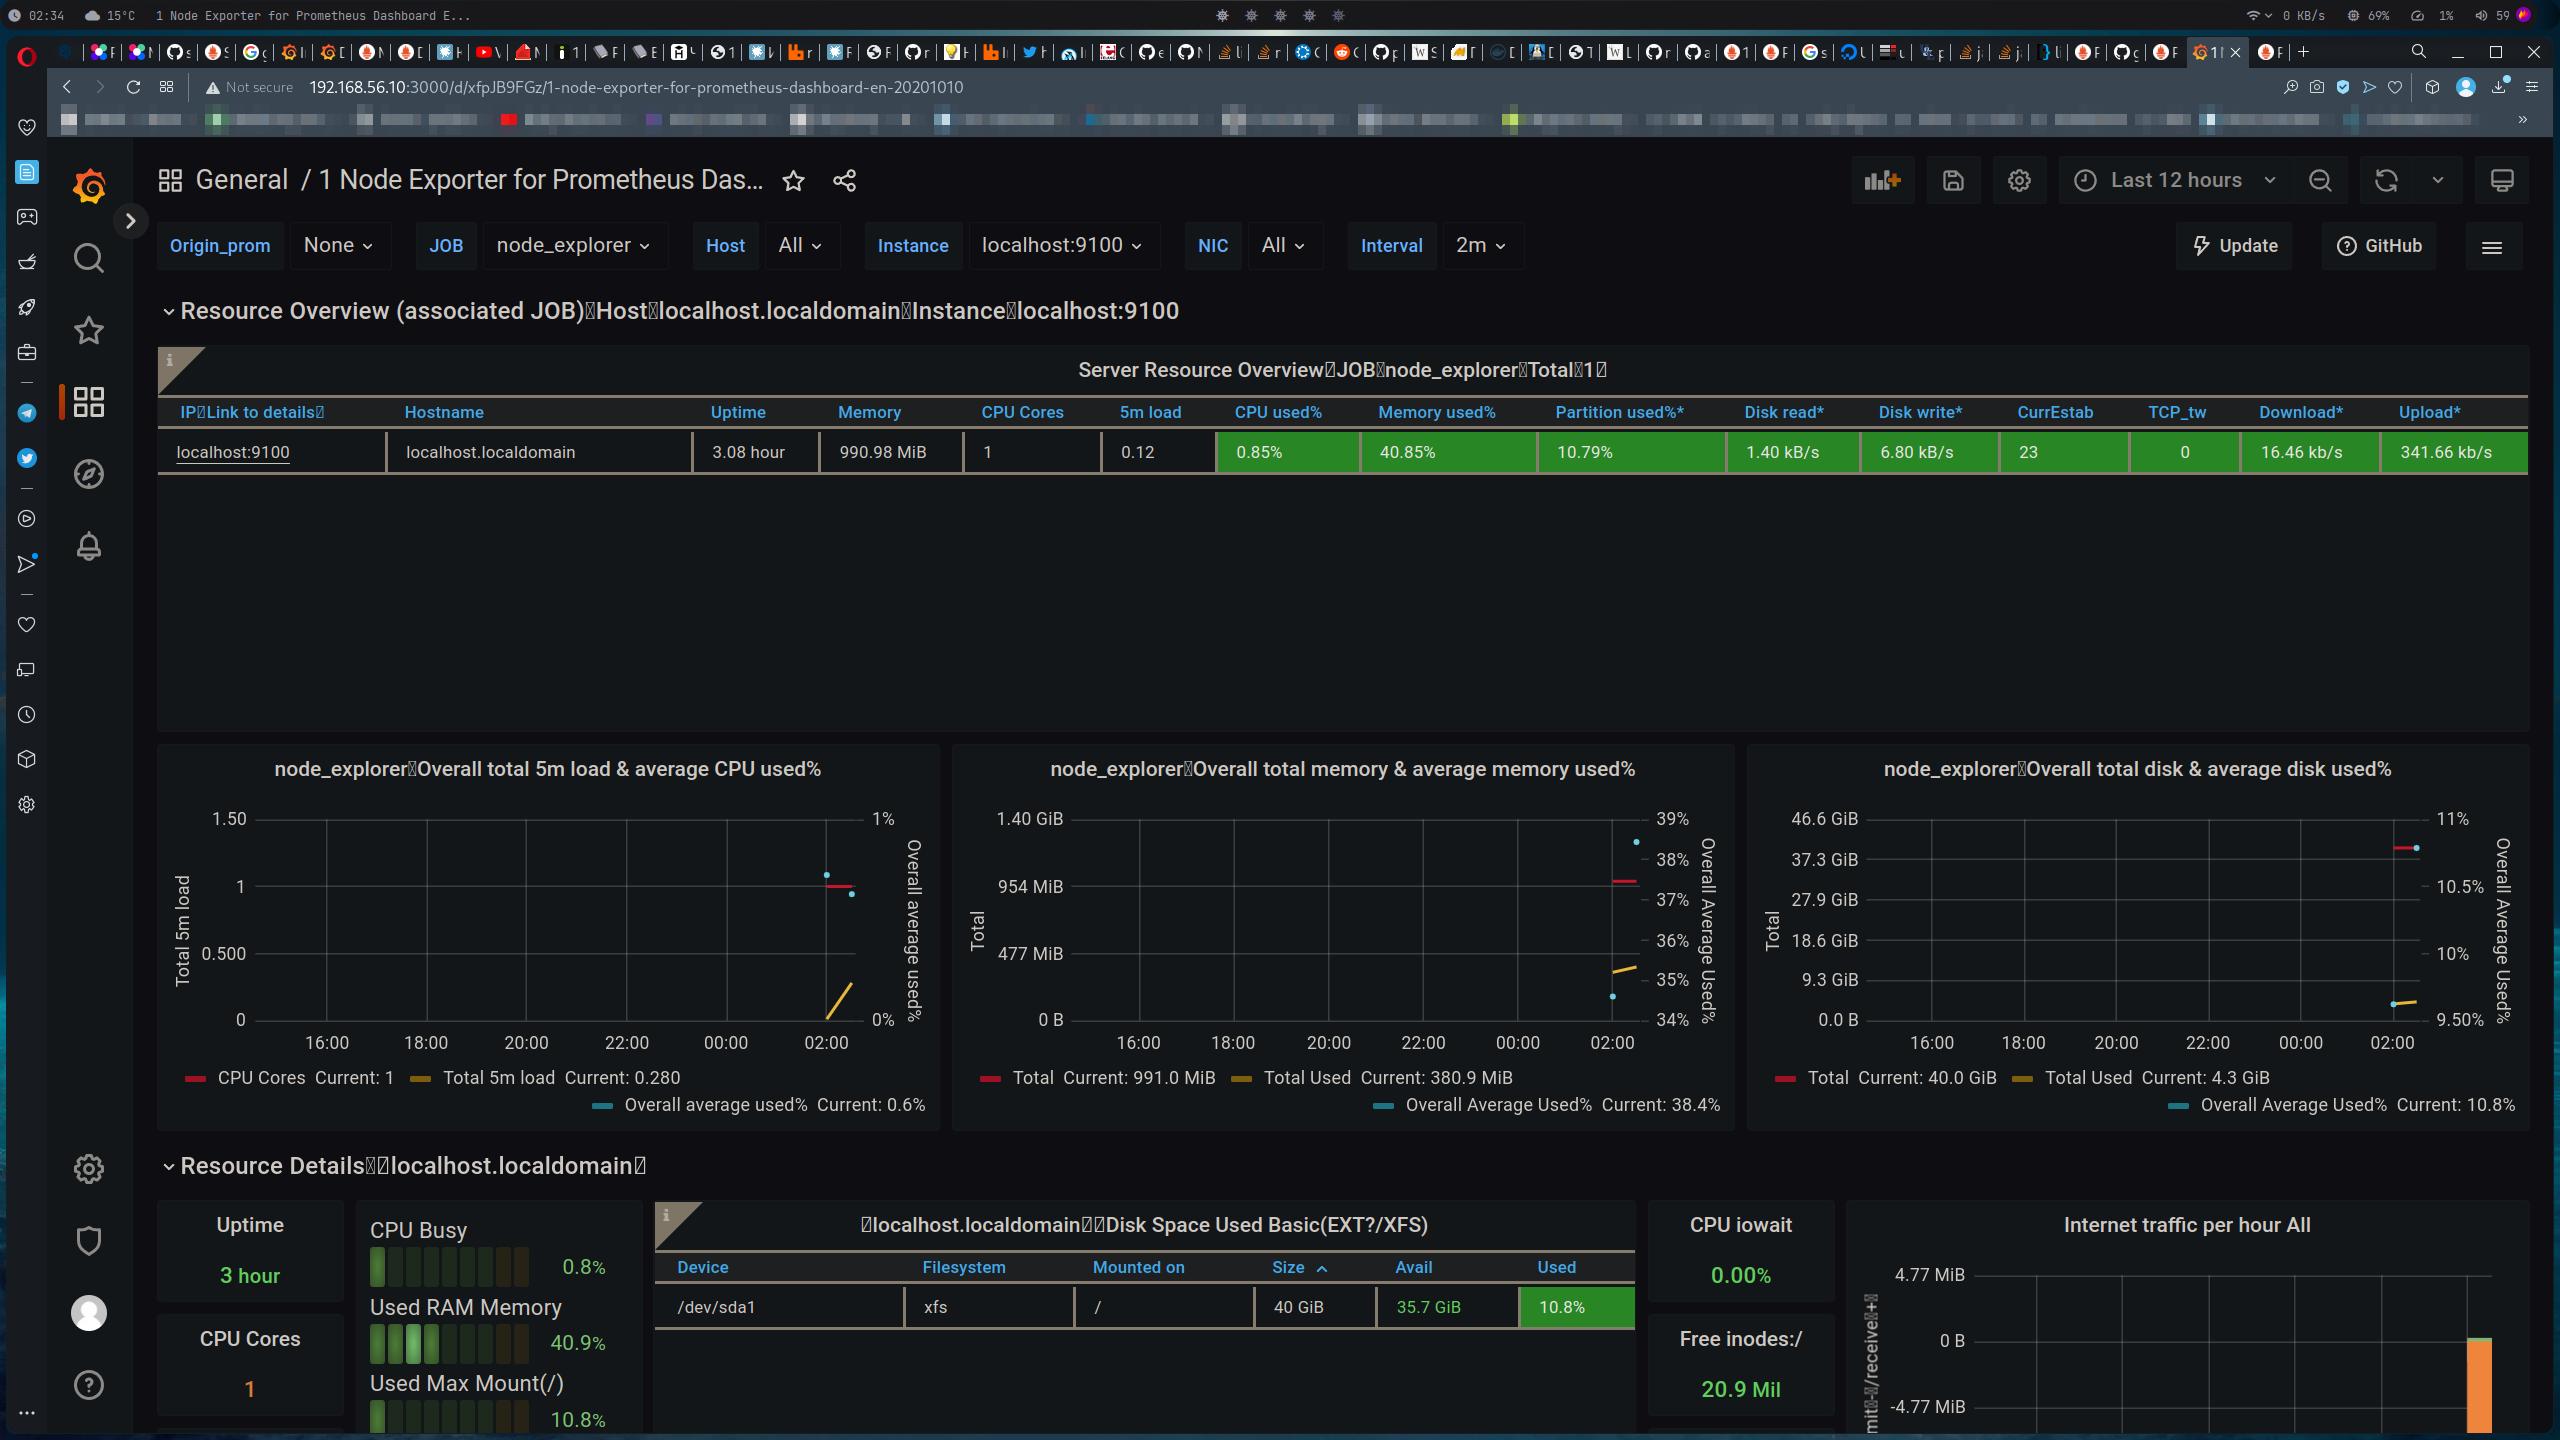 02:34 15°C 1 Node Exporter for Prometheus Dashboard E... 0 KB/s 69% 1% 59
Not secure 192.168.56.10:3000/d/xfpJB9FGz/1-node-exporter-for-prometheus-dashboard-en-20201010
General / 1 Node Exporter for Prometheus Das... Last 12 hours
Origin_prom None JOB node_explorer Host All Instance localhost:9100 NIC All Interval 2m Update GitHub
Resource Overview (associated JOB) Host localhost.localdomain Instance localhost:9100
Server Resource Overview JOB node_explorer Total 1
IP Link to details Hostname Uptime Memory CPU Cores 5m load CPU used% Memory used% Partition used%* Disk read* Disk write* CurrEstab TCP_tw Download* Upload*
localhost:9100 localhost.localdomain 3.08 hour 990.98 MiB 1 0.12 0.85% 40.85% 10.79% 1.40 kB/s 6.80 kB/s 23 0 16.46 kb/s 341.66 kb/s
node_explorer Overall total 5m load & average CPU used%
1.50 1%
1
0.500
0 0%
Total 5m load
Overall average used%
16:00 18:00 20:00 22:00 00:00 02:00
CPU Cores Current: 1 Total 5m load Current: 0.280
Overall average used% Current: 0.6%
node_explorer Overall total memory & average memory used%
1.40 GiB 39%
38%
954 MiB
37%
477 MiB 36%
35%
0 B 34%
Total
Overall Average Used%
16:00 18:00 20:00 22:00 00:00 02:00
Total Current: 991.0 MiB Total Used Current: 380.9 MiB
Overall Average Used% Current: 38.4%
node_explorer Overall total disk & average disk used%
46.6 GiB 11%
37.3 GiB
10.5%
27.9 GiB
18.6 GiB 10%
9.3 GiB
0.0 B 9.50%
Total
Overall Average Used%
16:00 18:00 20:00 22:00 00:00 02:00
Total Current: 40.0 GiB Total Used Current: 4.3 GiB
Overall Average Used% Current: 10.8%
Resource Details localhost.localdomain
Uptime
3 hour
CPU Cores
1
CPU Busy
0.8%
Used RAM Memory
40.9%
Used Max Mount(/)
10.8%
localhost.localdomain Disk Space Used Basic(EXT?/XFS)
Device Filesystem Mounted on Size Avail Used
/dev/sda1 xfs / 40 GiB 35.7 GiB 10.8%
CPU iowait
0.00%
Free inodes:/
20.9 Mil
Internet traffic per hour All
4.77 MiB
0 B
-4.77 MiB